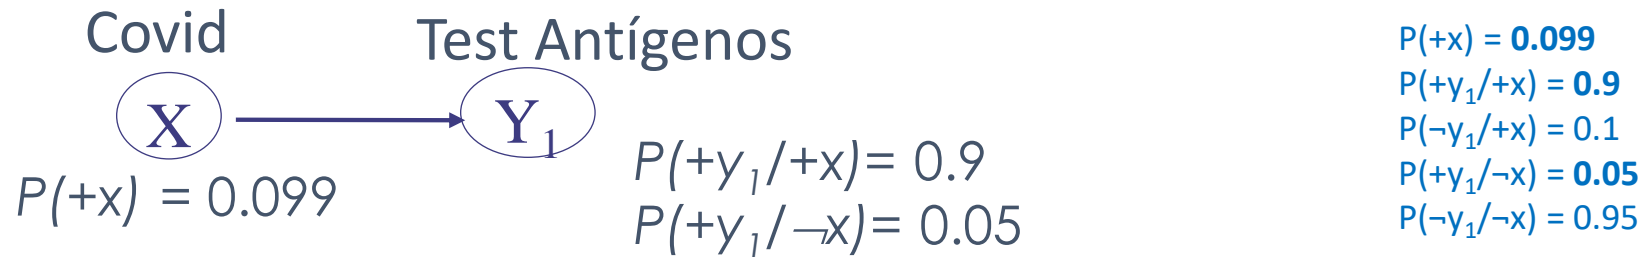 Covid
Test Antígenos
X
Y₁
P(+x) = 0.099
P(+y₁/+x)= 0.9
P(+y₁/¬x)= 0.05
P(+x) = 0.099
P(+y₁/+x) = 0.9
P(¬y₁/+x) = 0.1
P(+y₁/¬x) = 0.05
P(¬y₁/¬x) = 0.95